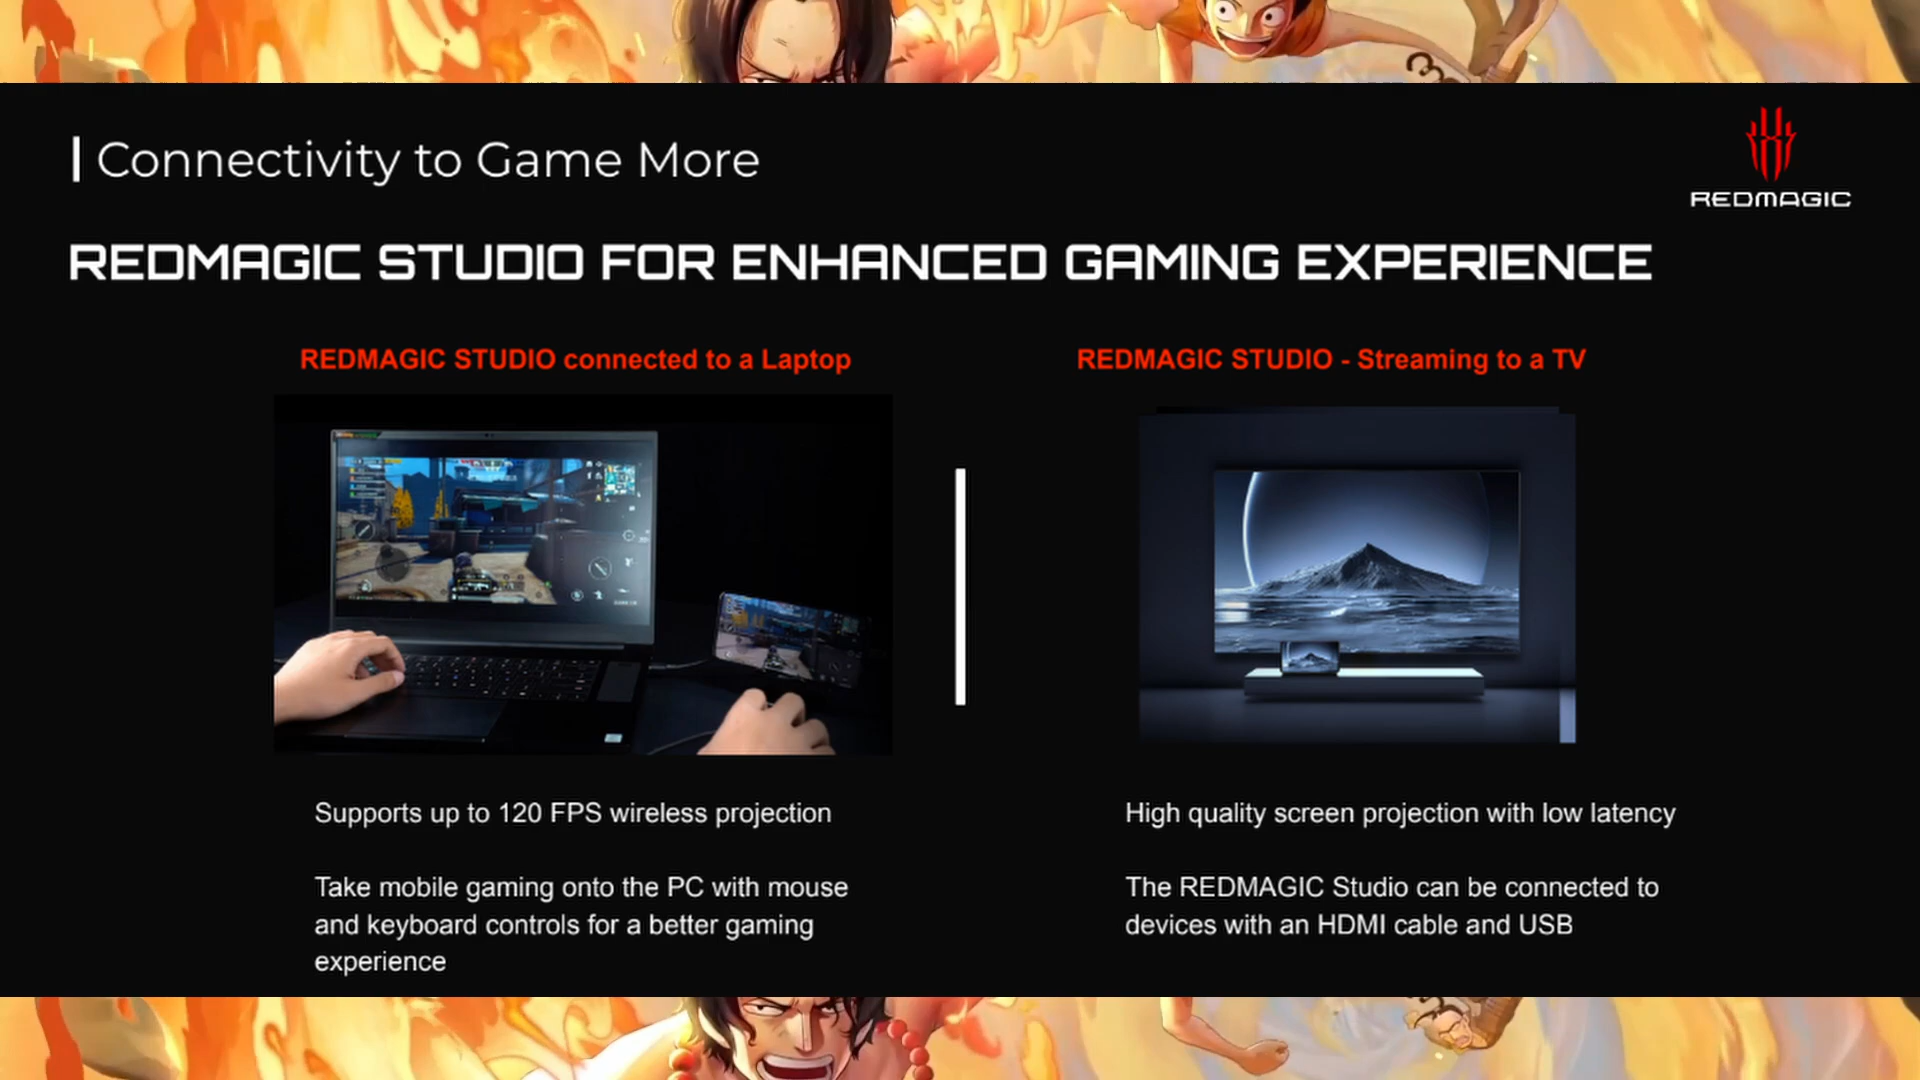 Connectivity to Game More
REDMAGIC
REDMAGIC STUDIO FOR ENHANCED GAMING EXPERIENCE
REDMAGIC STUDIO connected to a Laptop
REDMAGIC STUDIO - Streaming to a TV
Supports up to 120 FPS wireless projection
Take mobile gaming onto the PC with mouse
and keyboard controls for a better gaming
experience
High quality screen projection with low latency
The REDMAGIC Studio can be connected to
devices with an HDMI cable and USB